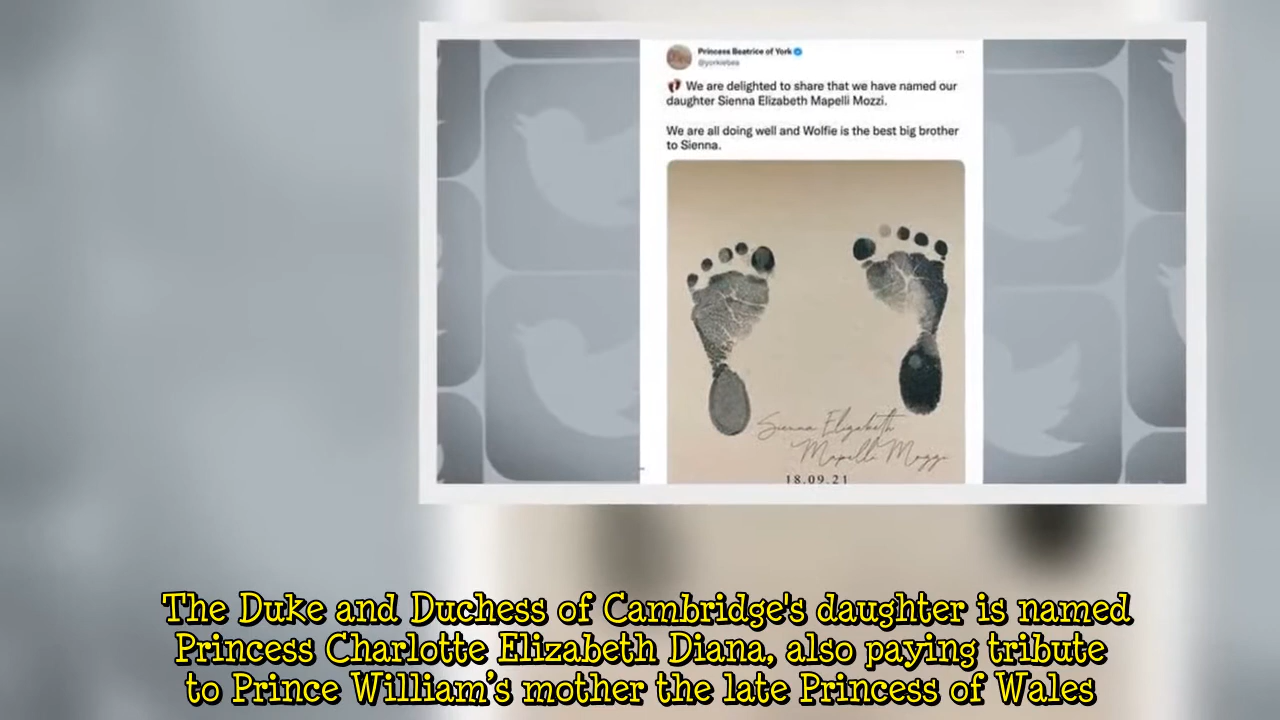 Princess Beatrice of York
@yorkiebea
We are delighted to share that we have named our
daughter Sienna Elizabeth Mapelli Mozzi.
We are all doing well and Wolfie is the best big brother
to Sienna.
Sienna Elizabeth
Mapelli Mozzi
18.09.21
The Duke and Duchess of Cambridge's daughter is named
Princess Charlotte Elizabeth Diana, also paying tribute
to Prince William’s mother the late Princess of Wales